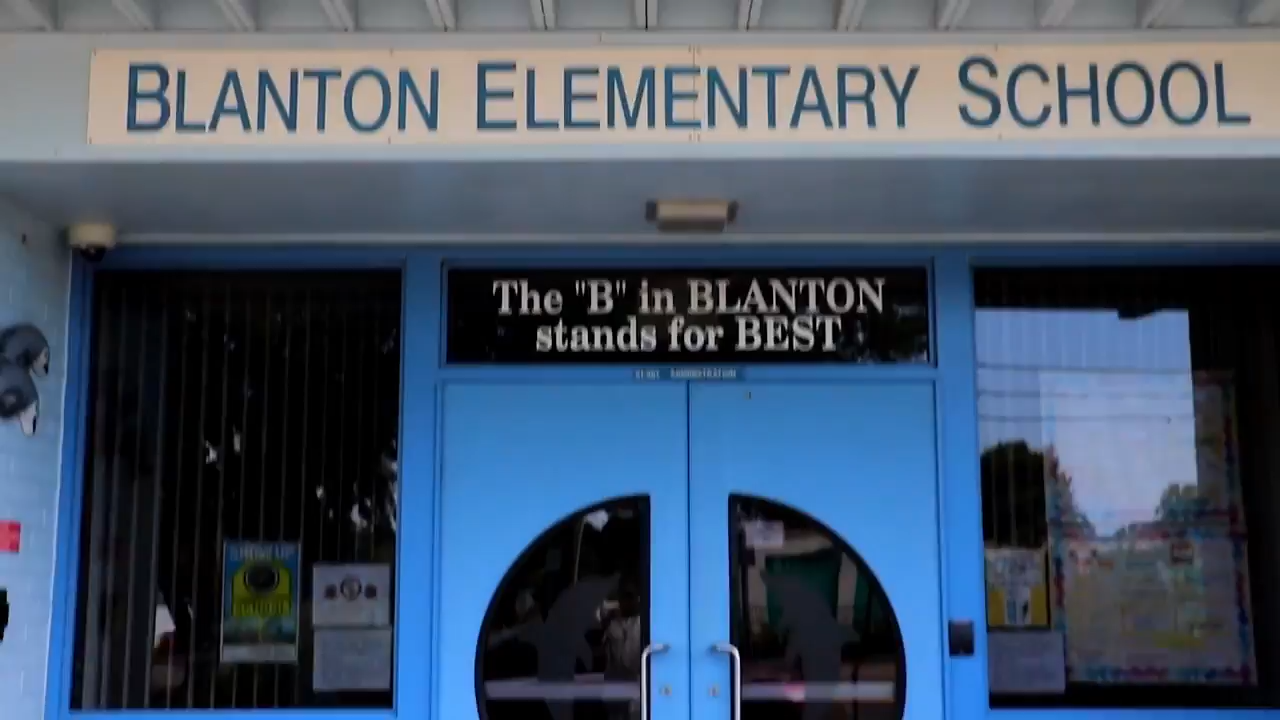 BLANTON ELEMENTARY SCHOOL
The "B" in BLANTON
stands for BEST